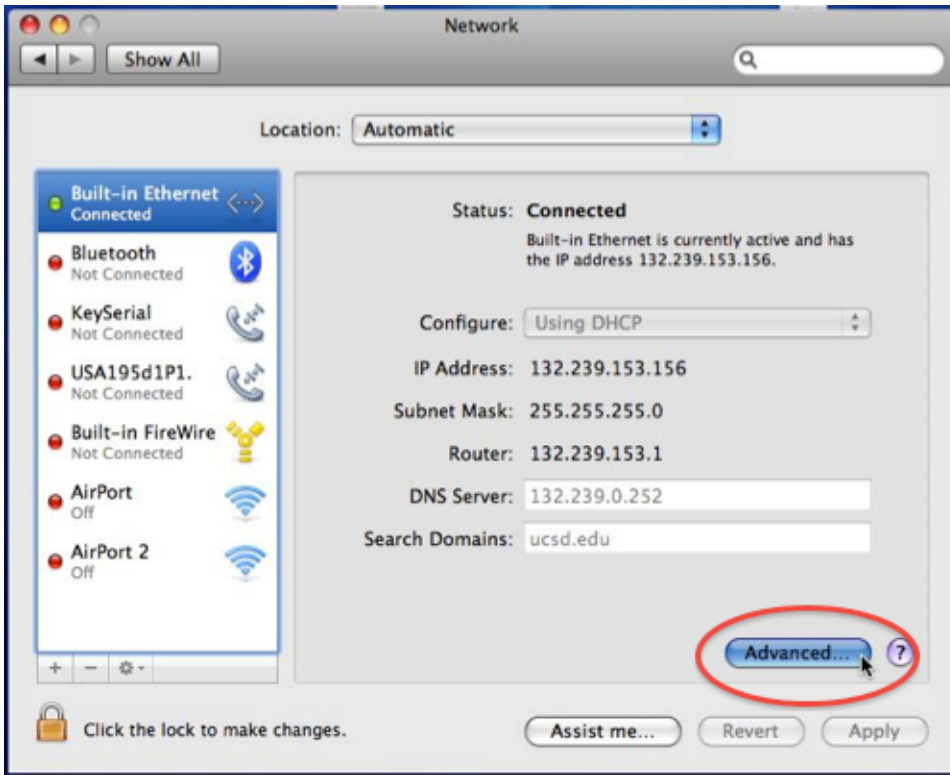 Network
Show All
Location: Automatic
Built-in Ethernet
Connected
Bluetooth
Not Connected
KeySerial
Not Connected
USA195d1P1.
Not Connected
Built-in FireWire
Not Connected
AirPort
Off
AirPort 2
Off
Status: Connected
Built-in Ethernet is currently active and has
the IP address 132.239.153.156.
Configure: Using DHCP
IP Address: 132.239.153.156
Subnet Mask: 255.255.255.0
Router: 132.239.153.1
DNS Server: 132.239.0.252
Search Domains: ucsd.edu
Advanced... ?
Click the lock to make changes.
Assist me... Revert Apply